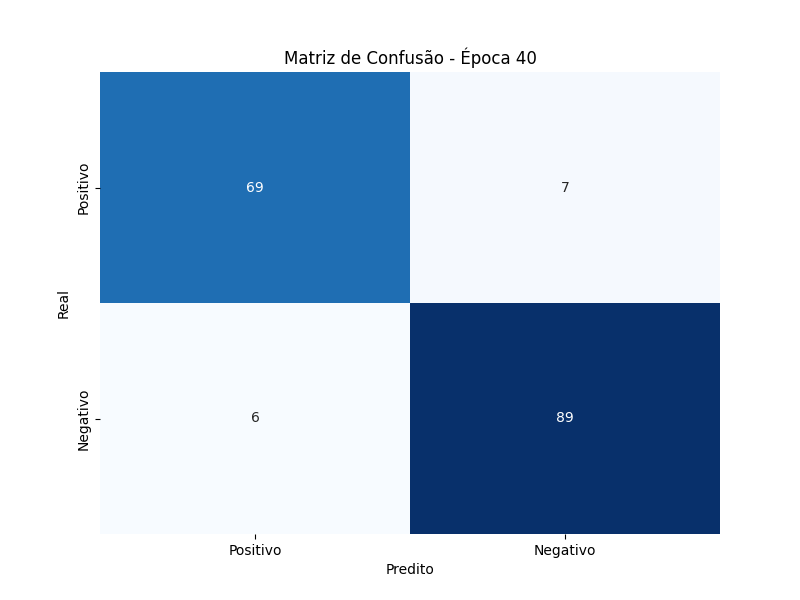 Matriz de Confusão - Época 40
Real
Positivo
69
7
Negativo
6
89
Positivo
Negativo
Predito